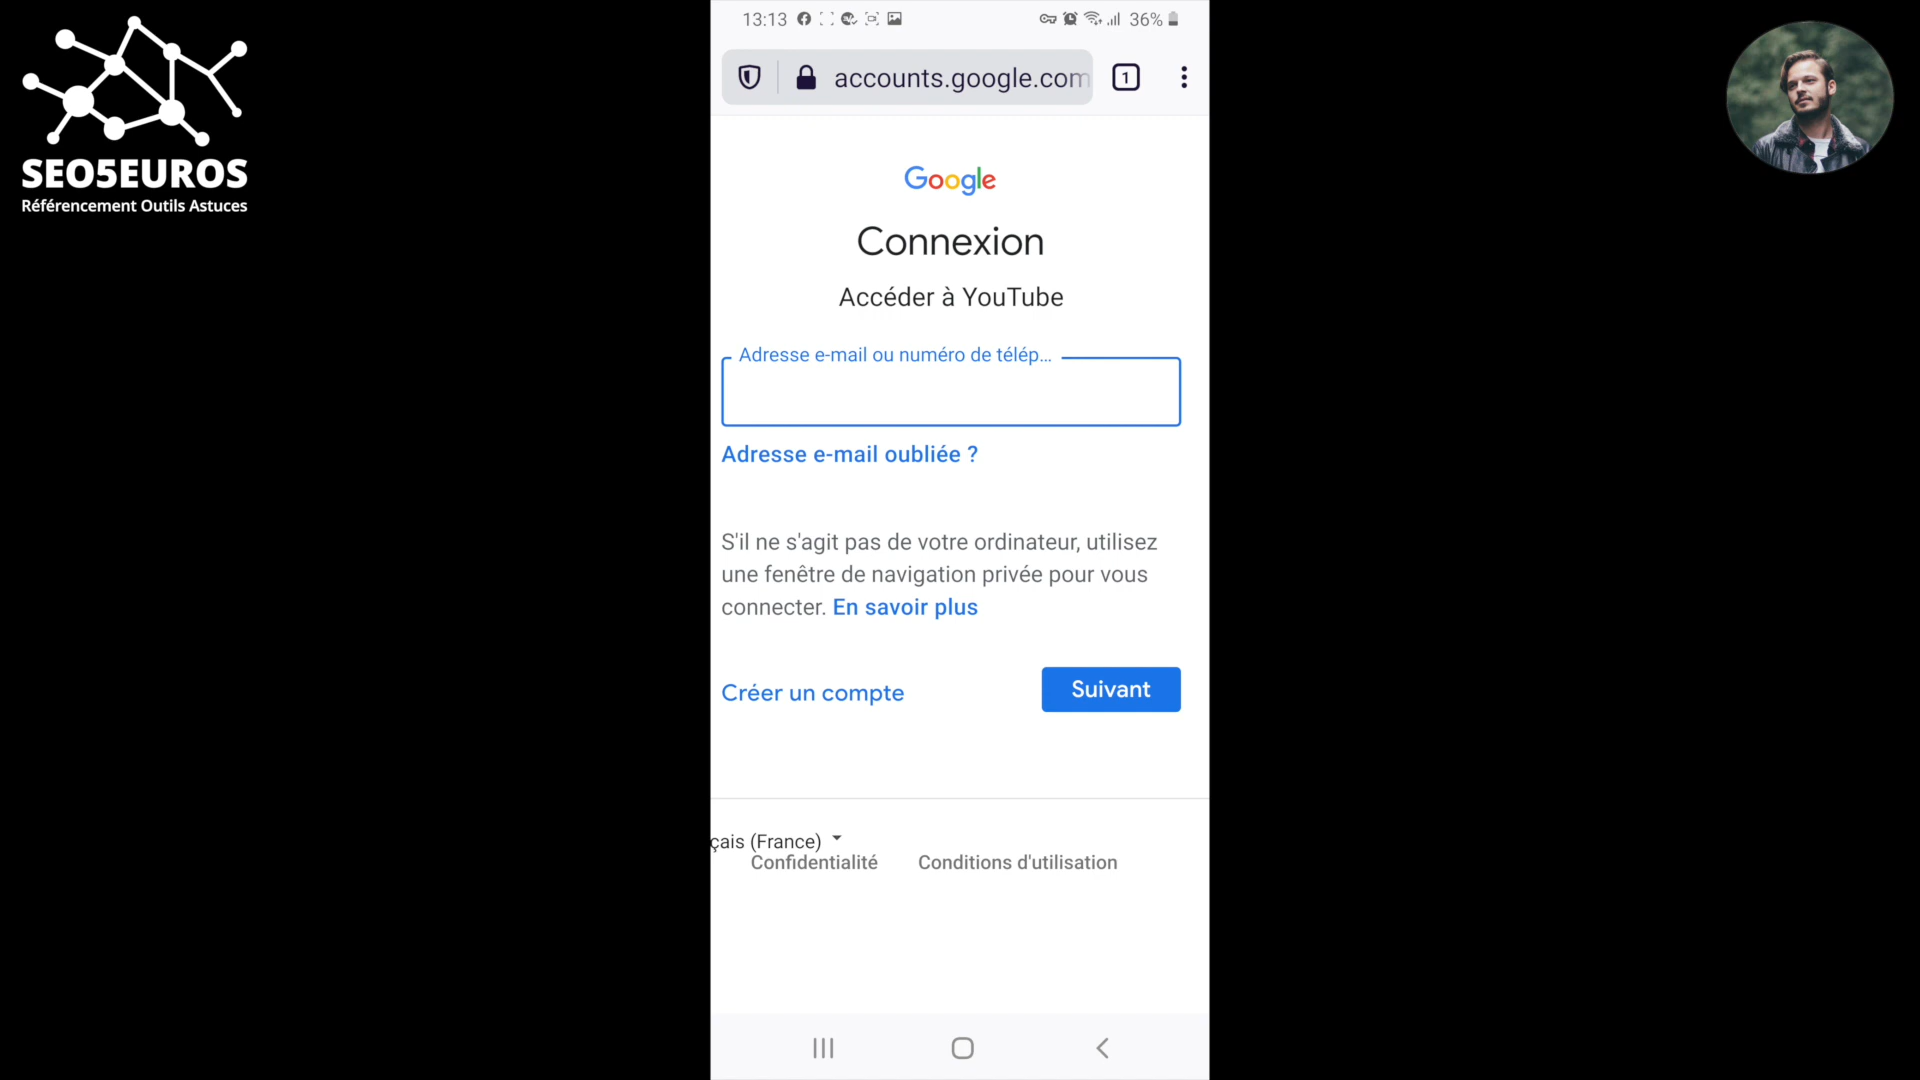 SEO5EUROS
Référencement Outils Astuces
13:13
36%
accounts.google.com
1
Google
Connexion
Accéder à YouTube
Adresse e-mail ou numéro de télép...
Adresse e-mail oubliée ?
S'il ne s'agit pas de votre ordinateur, utilisez
une fenêtre de navigation privée pour vous
connecter. En savoir plus
Créer un compte
Suivant
çais (France)
Confidentialité
Conditions d'utilisation